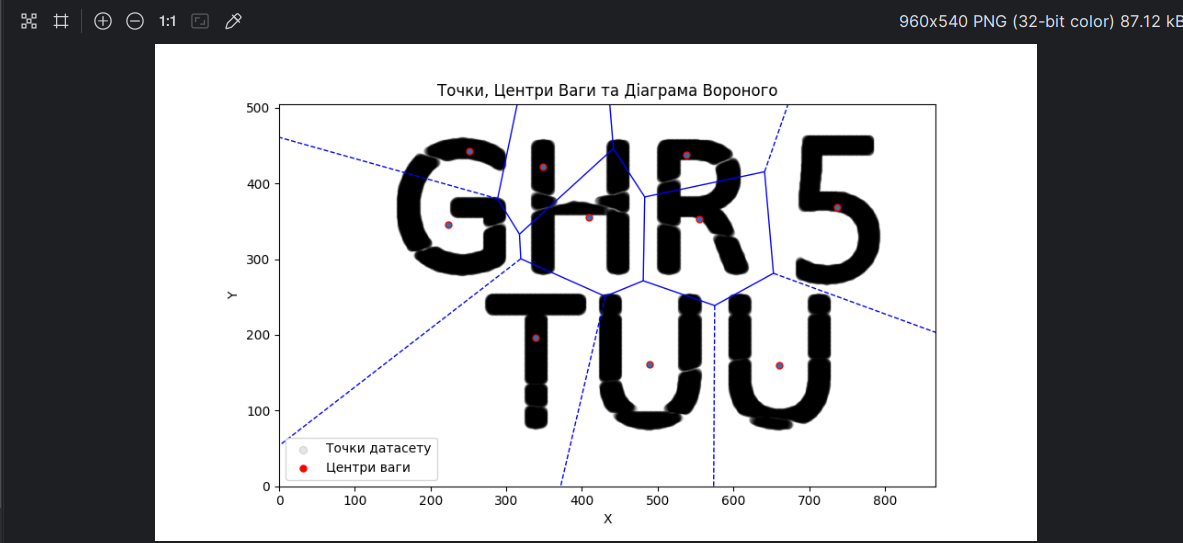 1:1
960x540 PNG (32-bit color) 87.12 kB
Точки, Центри Ваги та Діаграма Вороного
500
400
300
200
100
0
Y
GHR5
TUU
Точки датасету
Центри ваги
0 100 200 300 400 500 600 700 800
X